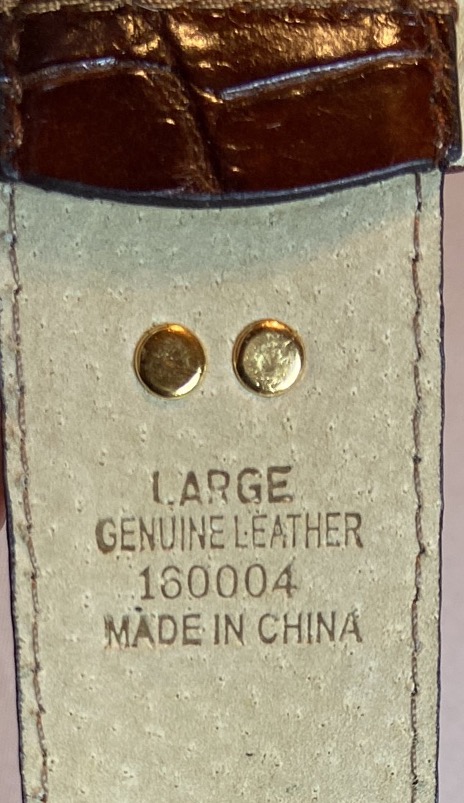 LARGE
GENUINE LEATHER
160004
MADE IN CHINA